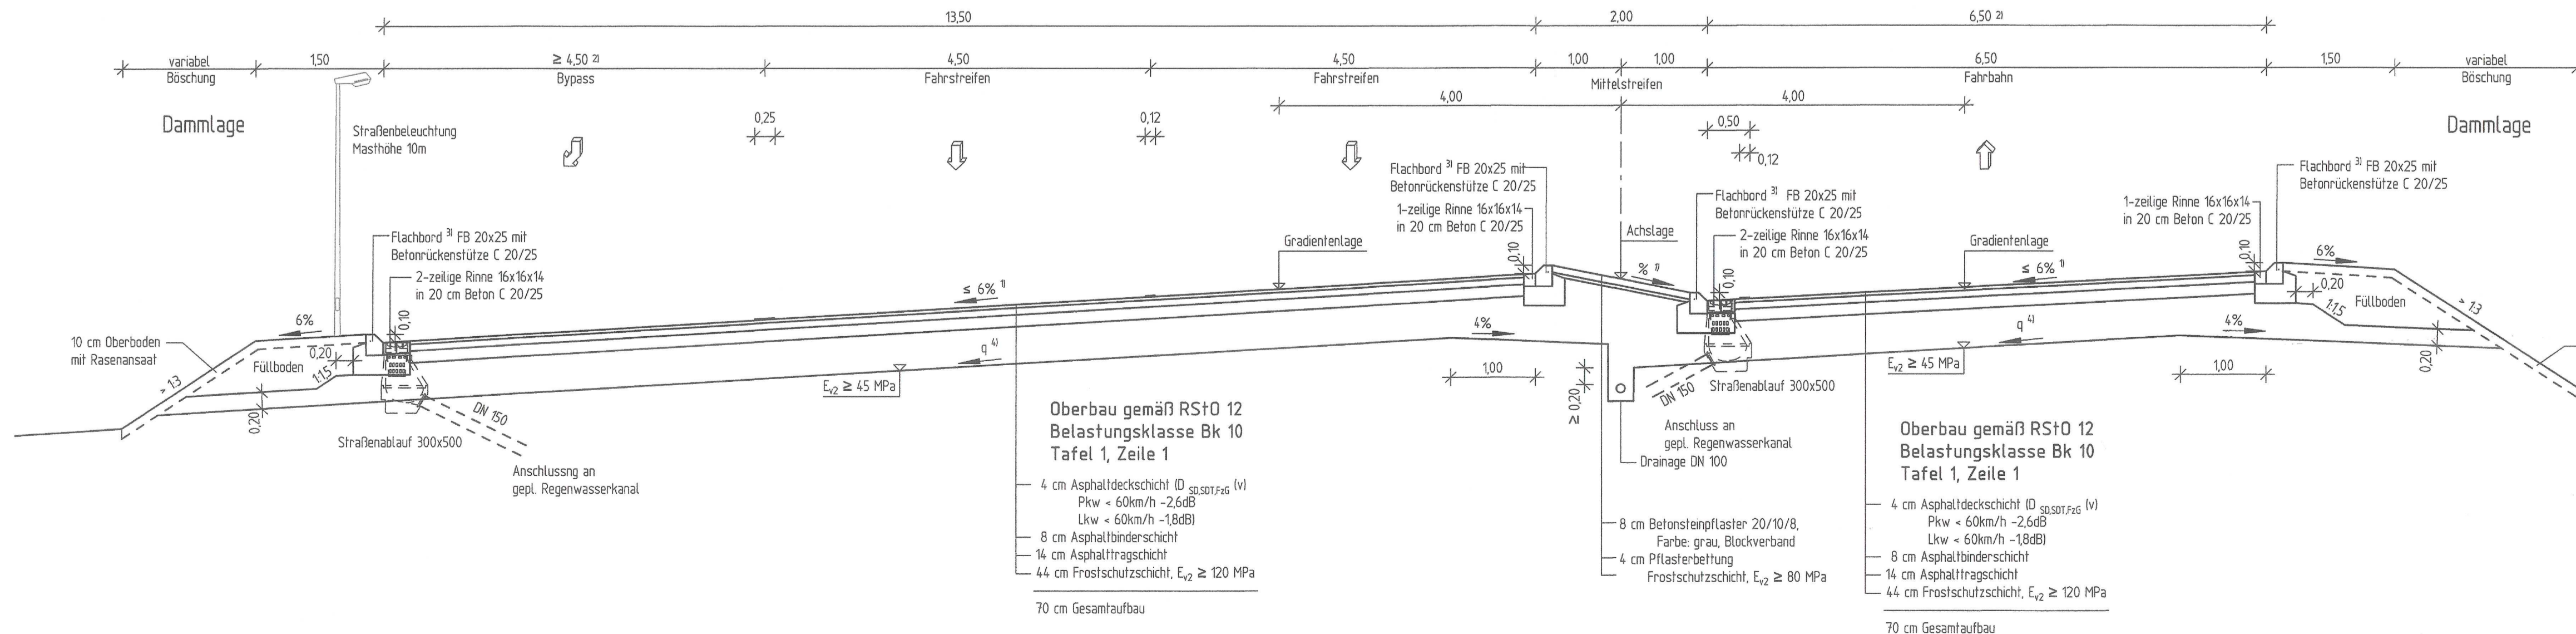 13,50
2,00
6,50 2)
variabel
Böschung
1,50
≥ 4,50 2)
Bypass
4,50
Fahrstreifen
4,50
Fahrstreifen
1,00
1,00
Mittelstreifen
6,50
Fahrbahn
1,50
variabel
Böschung
4,00
4,00
Dammlage
Straßenbeleuchtung
Masthöhe 10m
0,25
0,12
0,50
0,12
Dammlage
Flachbord 3) FB 20x25 mit
Betonrückenstütze C 20/25
1-zeilige Rinne 16x16x14
in 20 cm Beton C 20/25
Flachbord 3) FB 20x25 mit
Betonrückenstütze C 20/25
2-zeilige Rinne 16x16x14
in 20 cm Beton C 20/25
1-zeilige Rinne 16x16x14
in 20 cm Beton C 20/25
Flachbord 3) FB 20x25 mit
Betonrückenstütze C 20/25
Flachbord 3) FB 20x25 mit
Betonrückenstütze C 20/25
2-zeilige Rinne 16x16x14
in 20 cm Beton C 20/25
Gradientenlage
Achslage
Gradientenlage
0,10
% 1)
0,10
≤ 6% 1)
0,10
6%
0,20
1:1,5
Füllboden
> 1:3
≤ 6% 1)
6%
0,10
10 cm Oberboden
mit Rasenansaat
Füllboden
0,20
1:1,5
> 1:3
0,20
q 4)
4%
q 4)
4%
0,20
Ev2 ≥ 45 MPa
1,00
≥ 0,20
DN 150
Straßenablauf 300x500
Ev2 ≥ 45 MPa
1,00
DN 150
Straßenablauf 300x500
Anschlussng an
gepl. Regenwasserkanal
Anschluss an
gepl. Regenwasserkanal
Drainage DN 100
Oberbau gemäß RStO 12
Belastungsklasse Bk 10
Tafel 1, Zeile 1
4 cm Asphaltdeckschicht (D SD,SDT,FzG (v)
Pkw < 60km/h -2,6dB
Lkw < 60km/h -1,8dB)
8 cm Asphaltbinderschicht
14 cm Asphalttragschicht
44 cm Frostschutzschicht, Ev2 ≥ 120 MPa
70 cm Gesamtaufbau
8 cm Betonsteinpflaster 20/10/8,
Farbe: grau, Blockverband
4 cm Pflasterbettung
Frostschutzschicht, Ev2 ≥ 80 MPa
Oberbau gemäß RStO 12
Belastungsklasse Bk 10
Tafel 1, Zeile 1
4 cm Asphaltdeckschicht (D SD,SDT,FzG (v)
Pkw < 60km/h -2,6dB
Lkw < 60km/h -1,8dB)
8 cm Asphaltbinderschicht
14 cm Asphalttragschicht
44 cm Frostschutzschicht, Ev2 ≥ 120 MPa
70 cm Gesamtaufbau